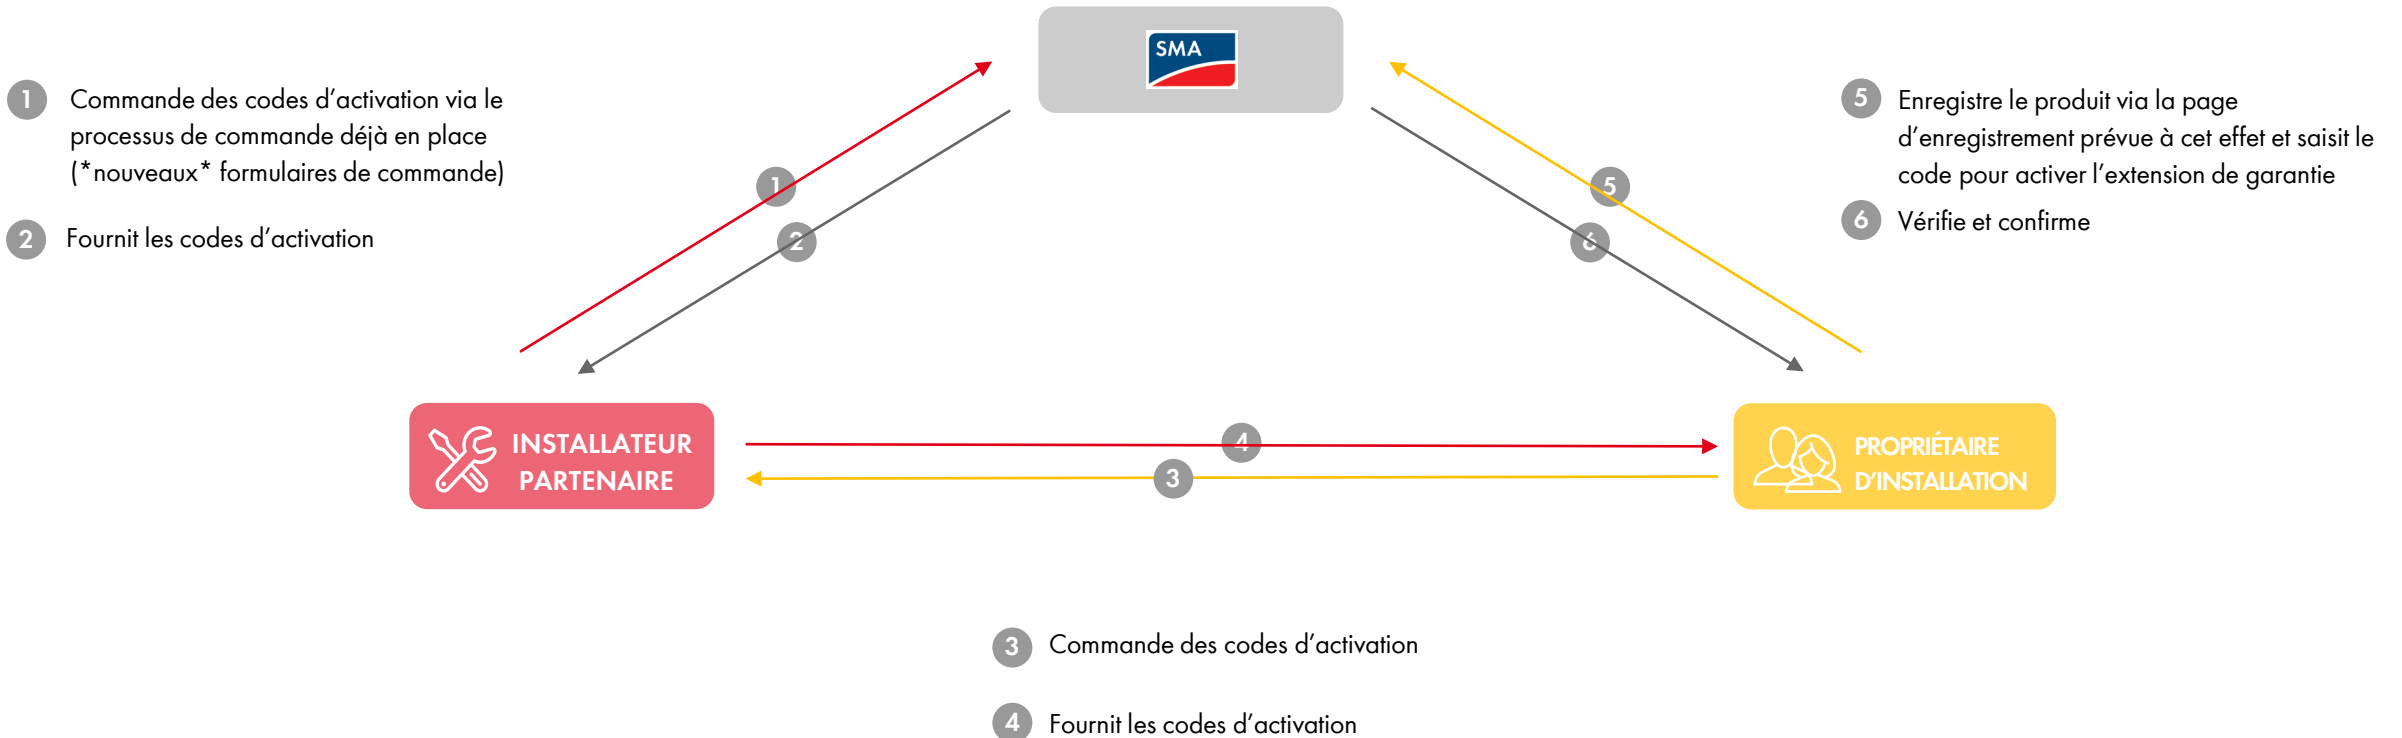 SMA
1
Commande des codes d’activation via le
processus de commande déjà en place
(*nouveaux* formulaires de commande)
2
Fournit les codes d’activation
5
Enregistre le produit via la page
d’enregistrement prévue à cet effet et saisit le
code pour activer l’extension de garantie
6
Vérifie et confirme
1
2
5
6
INSTALLATEUR
PARTENAIRE
4
3
PROPRIÉTAIRE
D’INSTALLATION
3
Commande des codes d’activation
4
Fournit les codes d’activation